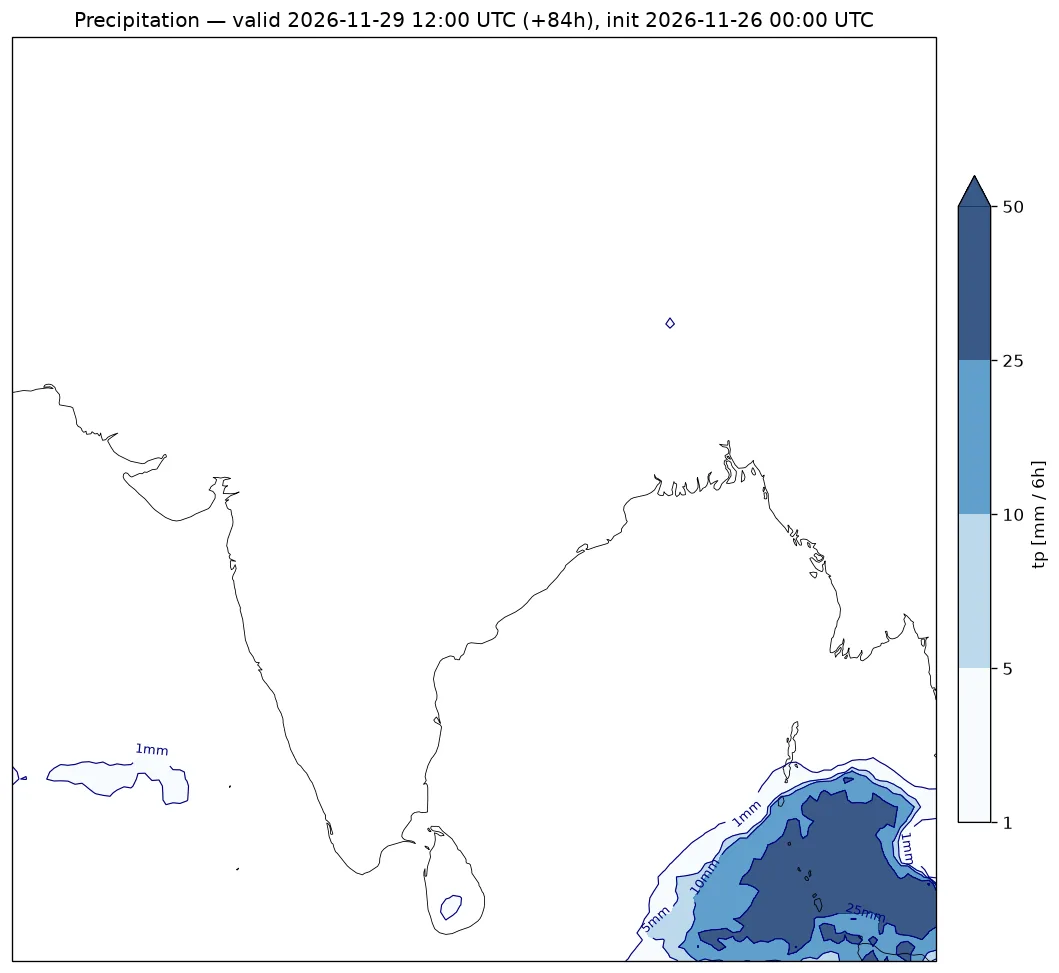 Precipitation — valid 2026-11-29 12:00 UTC (+84h), init 2026-11-26 00:00 UTC
50
25
10
5
1
tp [mm / 6h]
1mm
1mm
1mm
10mm
25mm
5mm